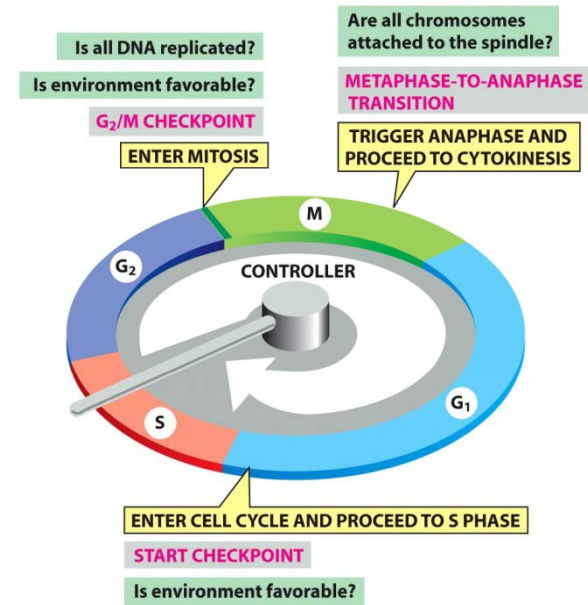 Is all DNA replicated?
Is environment favorable?
G₂/M CHECKPOINT
ENTER MITOSIS
Are all chromosomes
attached to the spindle?
METAPHASE-TO-ANAPHASE
TRANSITION
TRIGGER ANAPHASE AND
PROCEED TO CYTOKINESIS
M
G₂
CONTROLLER
S
G₁
ENTER CELL CYCLE AND PROCEED TO S PHASE
START CHECKPOINT
Is environment favorable?